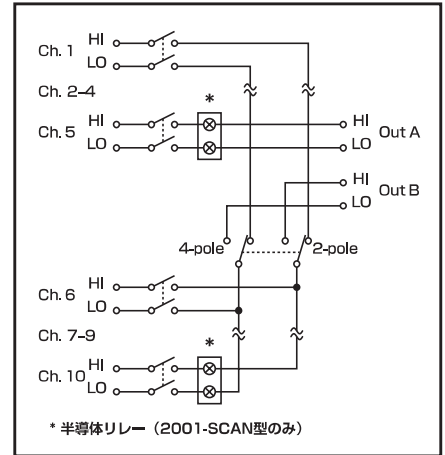 Ch. 1 HI
LO
Ch. 2-4
*
Ch. 5 HI
LO
HI
Out A
LO
HI
Out B
LO
4-pole
2-pole
Ch. 6 HI
LO
Ch. 7-9
*
Ch. 10 HI
LO
* 半導体リレー（2001-SCAN型のみ）